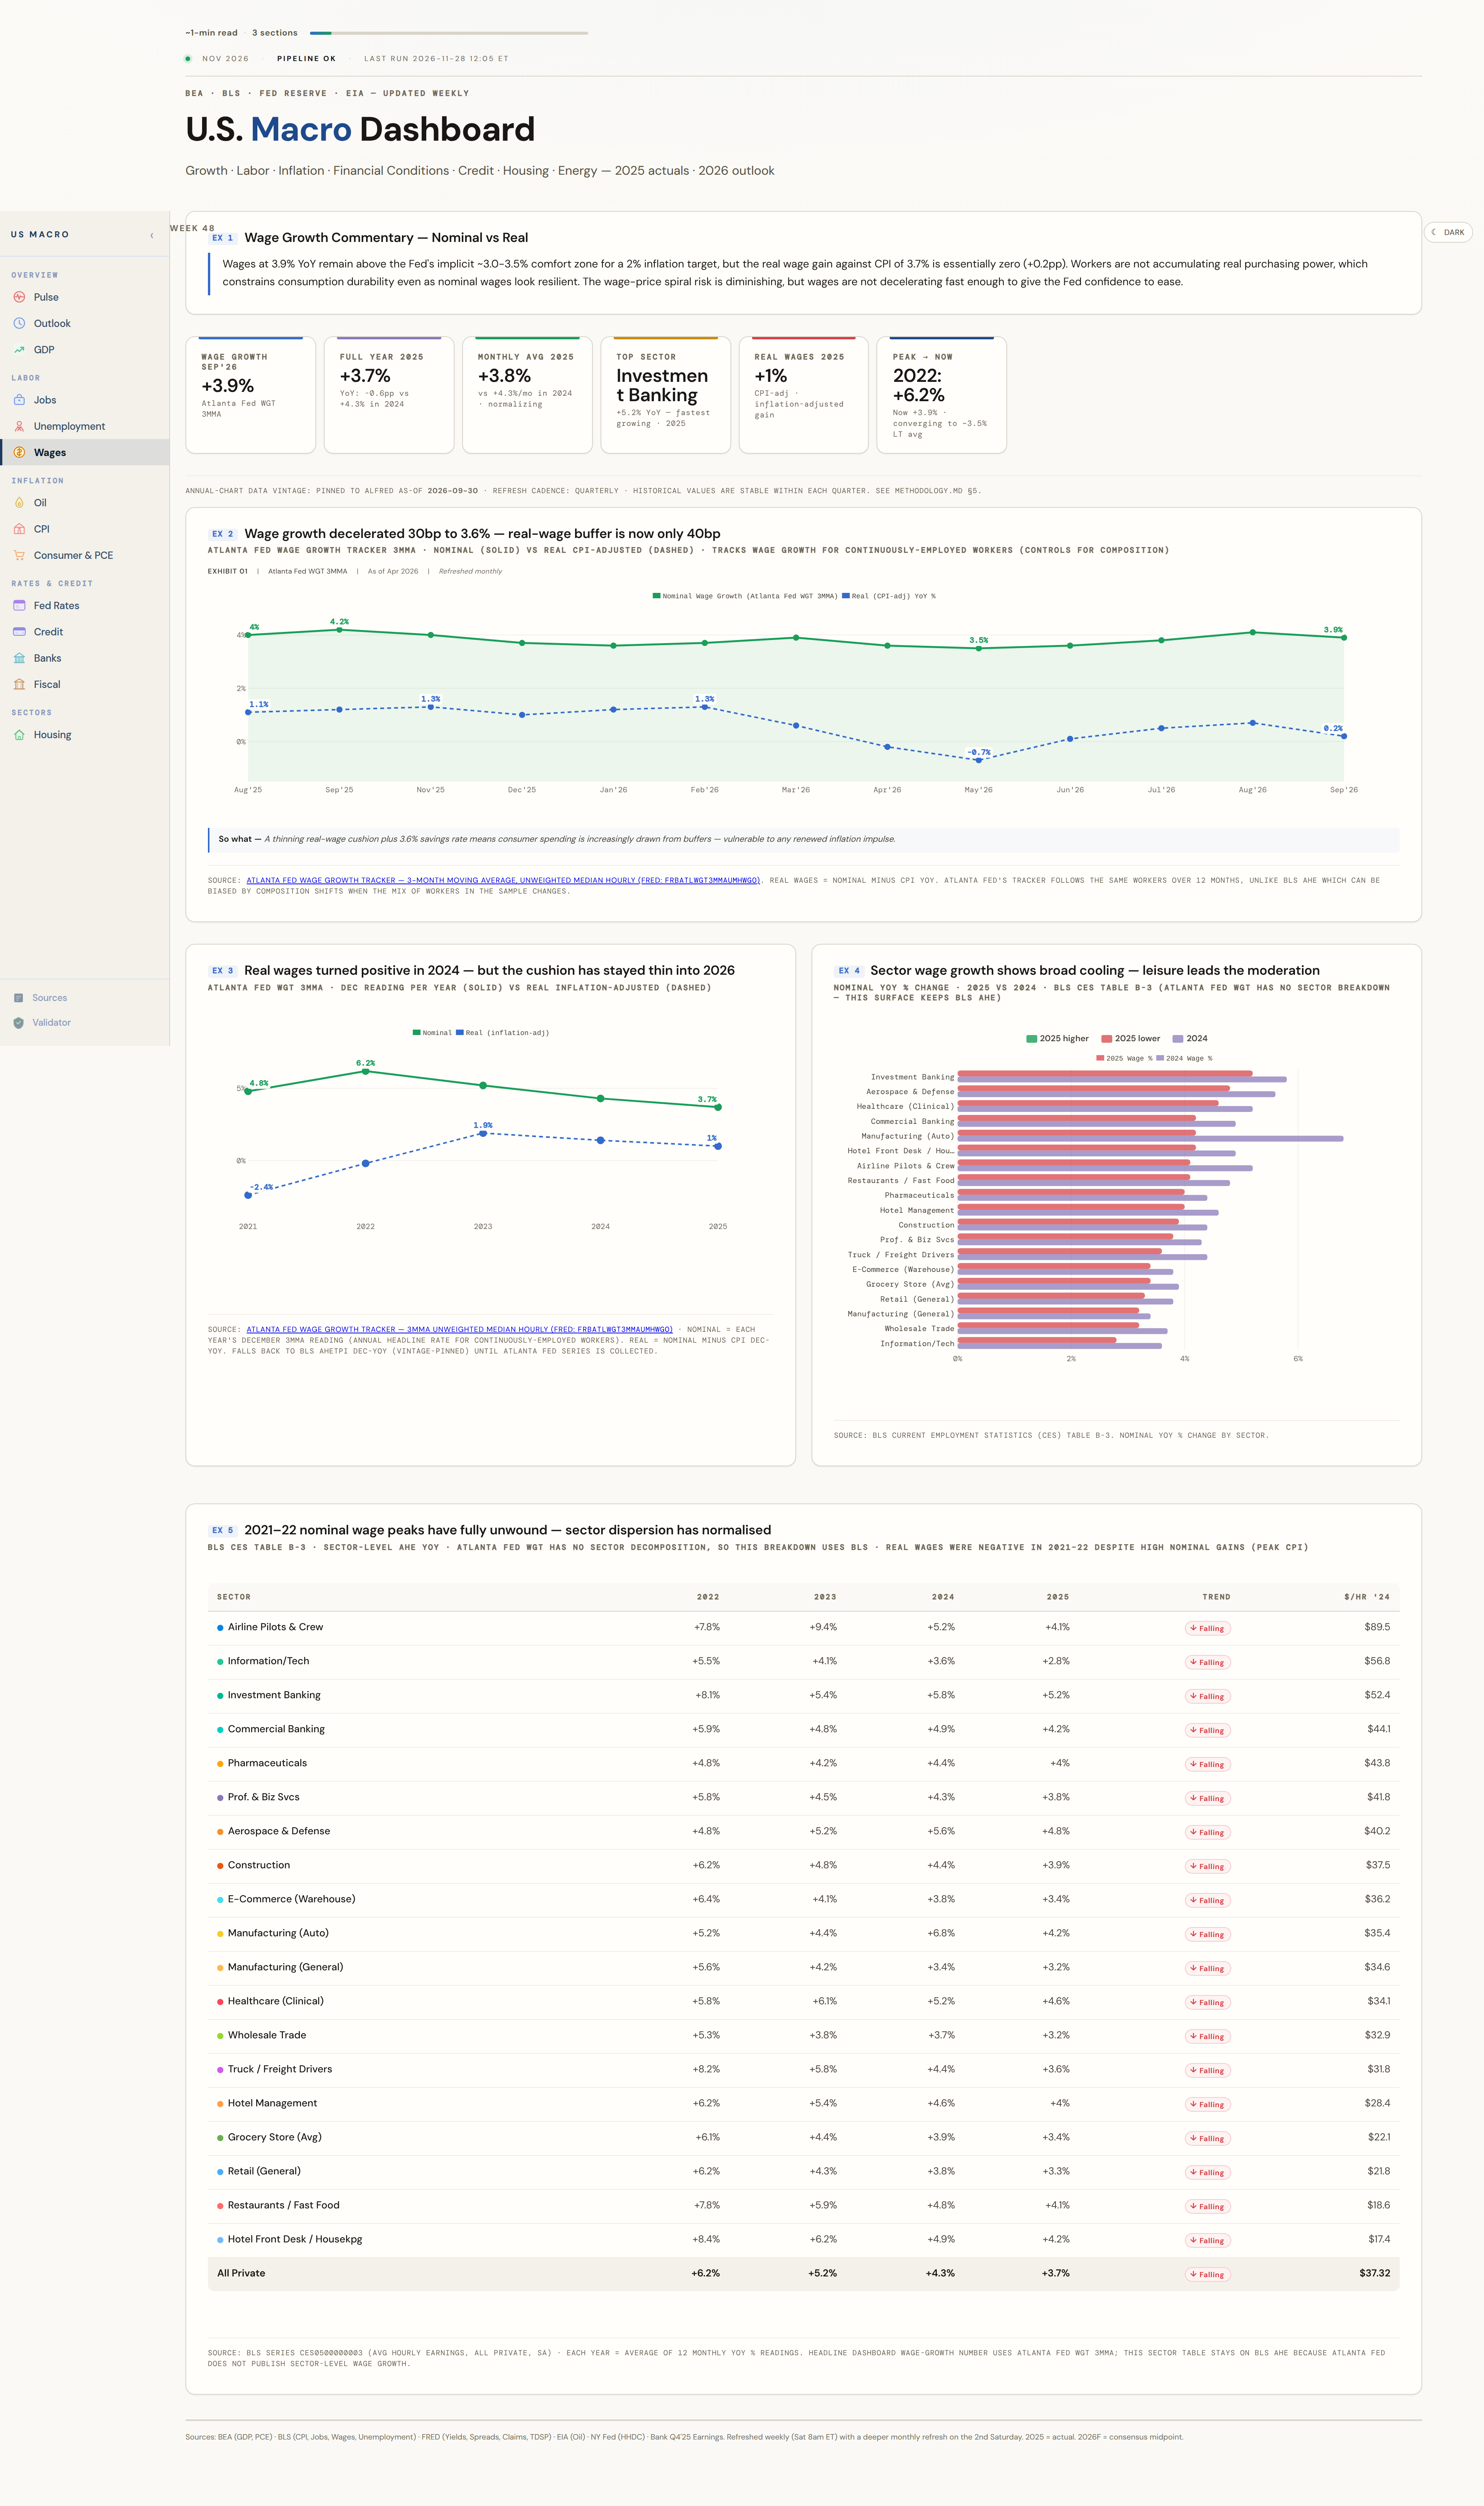 ~1-min read · 3 sections
NOV 2026 · PIPELINE OK · LAST RUN 2026-11-28 12:05 ET
BEA · BLS · FED RESERVE · EIA — UPDATED WEEKLY
U.S. Macro Dashboard
Growth · Labor · Inflation · Financial Conditions · Credit · Housing · Energy — 2025 actuals · 2026 outlook
US MACRO ‹
OVERVIEW
Pulse
Outlook
GDP
LABOR
Jobs
Unemployment
Wages
INFLATION
Oil
CPI
Consumer & PCE
RATES & CREDIT
Fed Rates
Credit
Banks
Fiscal
SECTORS
Housing
Sources
Validator
WEEK 48
DARK
EX 1 Wage Growth Commentary — Nominal vs Real
Wages at 3.9% YoY remain above the Fed's implicit ~3.0-3.5% comfort zone for a 2% inflation target, but the real wage gain against CPI of 3.7% is essentially zero (+0.2pp). Workers are not accumulating real purchasing power, which
constrains consumption durability even as nominal wages look resilient. The wage-price spiral risk is diminishing, but wages are not decelerating fast enough to give the Fed confidence to ease.
WAGE GROWTH
SEP'26
+3.9%
Atlanta Fed WGT
3MMA
FULL YEAR 2025
+3.7%
YoY: -0.6pp vs
+4.3% in 2024
MONTHLY AVG 2025
+3.8%
vs +4.3%/mo in 2024
· normalizing
TOP SECTOR
Investmen
t Banking
+5.2% YoY — fastest
growing · 2025
REAL WAGES 2025
+1%
CPI-adj ·
inflation-adjusted
gain
PEAK → NOW
2022:
+6.2%
Now +3.9% ·
converging to ~3.5%
LT avg
ANNUAL-CHART DATA VINTAGE: PINNED TO ALFRED AS-OF 2026-09-30 · REFRESH CADENCE: QUARTERLY · HISTORICAL VALUES ARE STABLE WITHIN EACH QUARTER. SEE METHODOLOGY.MD §5.
EX 2 Wage growth decelerated 30bp to 3.6% — real-wage buffer is now only 40bp
ATLANTA FED WAGE GROWTH TRACKER 3MMA · NOMINAL (SOLID) VS REAL CPI-ADJUSTED (DASHED) · TRACKS WAGE GROWTH FOR CONTINUOUSLY-EMPLOYED WORKERS (CONTROLS FOR COMPOSITION)
EXHIBIT 01 | Atlanta Fed WGT 3MMA | As of Apr 2026 | Refreshed monthly
Nominal Wage Growth (Atlanta Fed WGT 3MMA) Real (CPI-adj) YoY %
4% 4% 4.2% 3.5% 3.9%
2%
1.1% 1.3% 1.3% -0.7% 0.2%
0%
Aug'25 Sep'25 Nov'25 Dec'25 Jan'26 Feb'26 Mar'26 Apr'26 May'26 Jun'26 Jul'26 Aug'26 Sep'26
So what — A thinning real-wage cushion plus 3.6% savings rate means consumer spending is increasingly drawn from buffers — vulnerable to any renewed inflation impulse.
SOURCE: ATLANTA FED WAGE GROWTH TRACKER — 3-MONTH MOVING AVERAGE, UNWEIGHTED MEDIAN HOURLY (FRED: FRBATLWGT3MMAUMHWGO). REAL WAGES = NOMINAL MINUS CPI YOY. ATLANTA FED'S TRACKER FOLLOWS THE SAME WORKERS OVER 12 MONTHS, UNLIKE BLS AHE WHICH CAN BE
BIASED BY COMPOSITION SHIFTS WHEN THE MIX OF WORKERS IN THE SAMPLE CHANGES.
EX 3 Real wages turned positive in 2024 — but the cushion has stayed thin into 2026
ATLANTA FED WGT 3MMA · DEC READING PER YEAR (SOLID) VS REAL INFLATION-ADJUSTED (DASHED)
Nominal Real (inflation-adj)
5% 4.8% 6.2% 3.7%
0% -2.4% 1.9% 1%
2021 2022 2023 2024 2025
SOURCE: ATLANTA FED WAGE GROWTH TRACKER — 3MMA UNWEIGHTED MEDIAN HOURLY (FRED: FRBATLWGT3MMAUMHWGO) · NOMINAL = EACH
YEAR'S DECEMBER 3MMA READING (ANNUAL HEADLINE RATE FOR CONTINUOUSLY-EMPLOYED WORKERS). REAL = NOMINAL MINUS CPI DEC-
YOY. FALLS BACK TO BLS AHETPI DEC-YOY (VINTAGE-PINNED) UNTIL ATLANTA FED SERIES IS COLLECTED.
EX 4 Sector wage growth shows broad cooling — leisure leads the moderation
NOMINAL YOY % CHANGE · 2025 VS 2024 · BLS CES TABLE B-3 (ATLANTA FED WGT HAS NO SECTOR BREAKDOWN
— THIS SURFACE KEEPS BLS AHE)
2025 higher 2025 lower 2024
2025 Wage % 2024 Wage %
Investment Banking
Aerospace & Defense
Healthcare (Clinical)
Commercial Banking
Manufacturing (Auto)
Hotel Front Desk / Hou…
Airline Pilots & Crew
Restaurants / Fast Food
Pharmaceuticals
Hotel Management
Construction
Prof. & Biz Svcs
Truck / Freight Drivers
E-Commerce (Warehouse)
Grocery Store (Avg)
Retail (General)
Manufacturing (General)
Wholesale Trade
Information/Tech
0% 2% 4% 6%
SOURCE: BLS CURRENT EMPLOYMENT STATISTICS (CES) TABLE B-3. NOMINAL YOY % CHANGE BY SECTOR.
EX 5 2021–22 nominal wage peaks have fully unwound — sector dispersion has normalised
BLS CES TABLE B-3 · SECTOR-LEVEL AHE YOY · ATLANTA FED WGT HAS NO SECTOR DECOMPOSITION, SO THIS BREAKDOWN USES BLS · REAL WAGES WERE NEGATIVE IN 2021-22 DESPITE HIGH NOMINAL GAINS (PEAK CPI)
SECTOR 2022 2023 2024 2025 TREND $/HR '24
Airline Pilots & Crew +7.8% +9.4% +5.2% +4.1% ↓ Falling $89.5
Information/Tech +5.5% +4.1% +3.6% +2.8% ↓ Falling $56.8
Investment Banking +8.1% +5.4% +5.8% +5.2% ↓ Falling $52.4
Commercial Banking +5.9% +4.8% +4.9% +4.2% ↓ Falling $44.1
Pharmaceuticals +4.8% +4.2% +4.4% +4% ↓ Falling $43.8
Prof. & Biz Svcs +5.8% +4.5% +4.3% +3.8% ↓ Falling $41.8
Aerospace & Defense +4.8% +5.2% +5.6% +4.8% ↓ Falling $40.2
Construction +6.2% +4.8% +4.4% +3.9% ↓ Falling $37.5
E-Commerce (Warehouse) +6.4% +4.1% +3.8% +3.4% ↓ Falling $36.2
Manufacturing (Auto) +5.2% +4.4% +6.8% +4.2% ↓ Falling $35.4
Manufacturing (General) +5.6% +4.2% +3.4% +3.2% ↓ Falling $34.6
Healthcare (Clinical) +5.8% +6.1% +5.2% +4.6% ↓ Falling $34.1
Wholesale Trade +5.3% +3.8% +3.7% +3.2% ↓ Falling $32.9
Truck / Freight Drivers +8.2% +5.8% +4.4% +3.6% ↓ Falling $31.8
Hotel Management +6.2% +5.4% +4.6% +4% ↓ Falling $28.4
Grocery Store (Avg) +6.1% +4.4% +3.9% +3.4% ↓ Falling $22.1
Retail (General) +6.2% +4.3% +3.8% +3.3% ↓ Falling $21.8
Restaurants / Fast Food +7.8% +5.9% +4.8% +4.1% ↓ Falling $18.6
Hotel Front Desk / Housekpg +8.4% +6.2% +4.9% +4.2% ↓ Falling $17.4
All Private +6.2% +5.2% +4.3% +3.7% ↓ Falling $37.32
SOURCE: BLS SERIES CES0500000003 (AVG HOURLY EARNINGS, ALL PRIVATE, SA) · EACH YEAR = AVERAGE OF 12 MONTHLY YOY % READINGS. HEADLINE DASHBOARD WAGE-GROWTH NUMBER USES ATLANTA FED WGT 3MMA; THIS SECTOR TABLE STAYS ON BLS AHE BECAUSE ATLANTA FED
DOES NOT PUBLISH SECTOR-LEVEL WAGE GROWTH.
Sources: BEA (GDP, PCE) · BLS (CPI, Jobs, Wages, Unemployment) · FRED (Yields, Spreads, Claims, TDSP) · EIA (Oil) · NY Fed (HHDC) · Bank Q4'25 Earnings. Refreshed weekly (Sat 8am ET) with a deeper monthly refresh on the 2nd Saturday. 2025 = actual. 2026F = consensus midpoint.